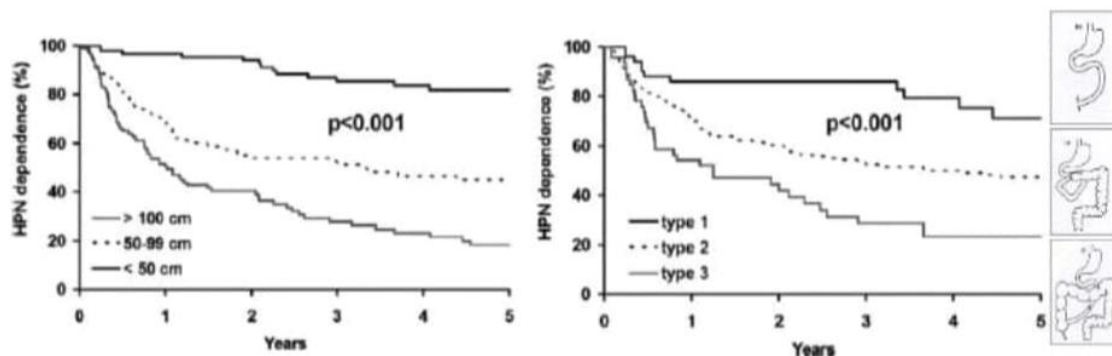 HPN dependence (%)
100
80
60
40
20
0
p<0.001
> 100 cm
50-99 cm
< 50 cm
0 1 2 3 4 5
Years
HPN dependence (%)
100
80
60
40
20
0
p<0.001
type 1
type 2
type 3
0 1 2 3 4 5
Years